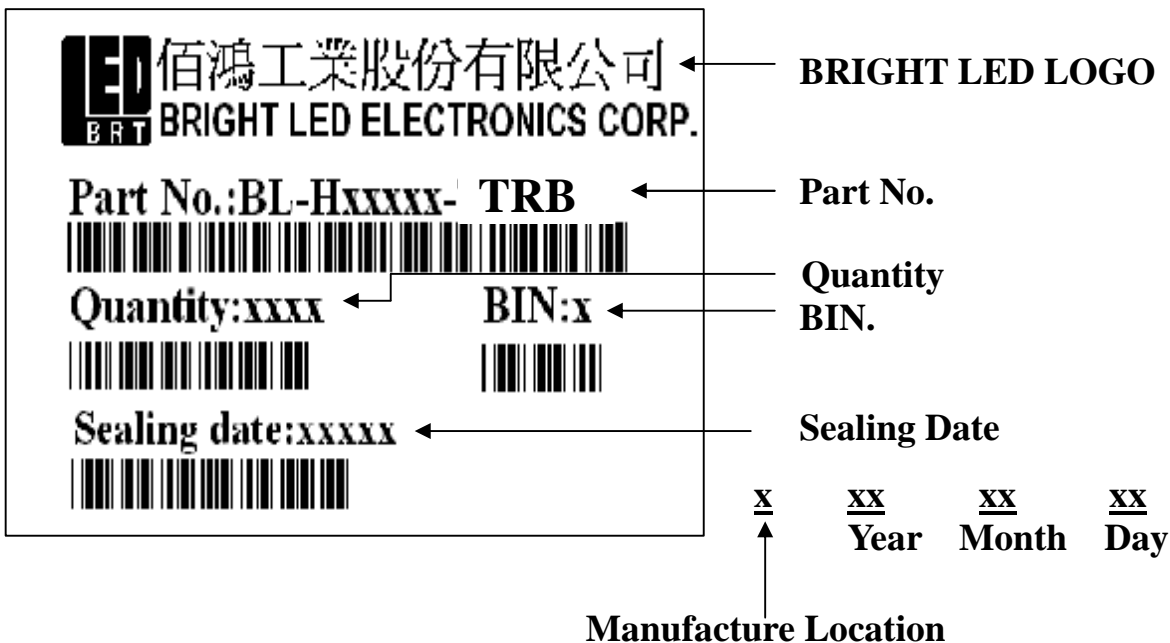 LED
BRT
佰鴻工業股份有限公司
BRIGHT LED ELECTRONICS CORP.
BRIGHT LED LOGO
Part No.:BL-Hxxxxx- TRB
Part No.
Quantity:xxxx
BIN:x
Quantity
BIN.
Sealing date:xxxxx
Sealing Date
x xx xx xx
Year Month Day
Manufacture Location